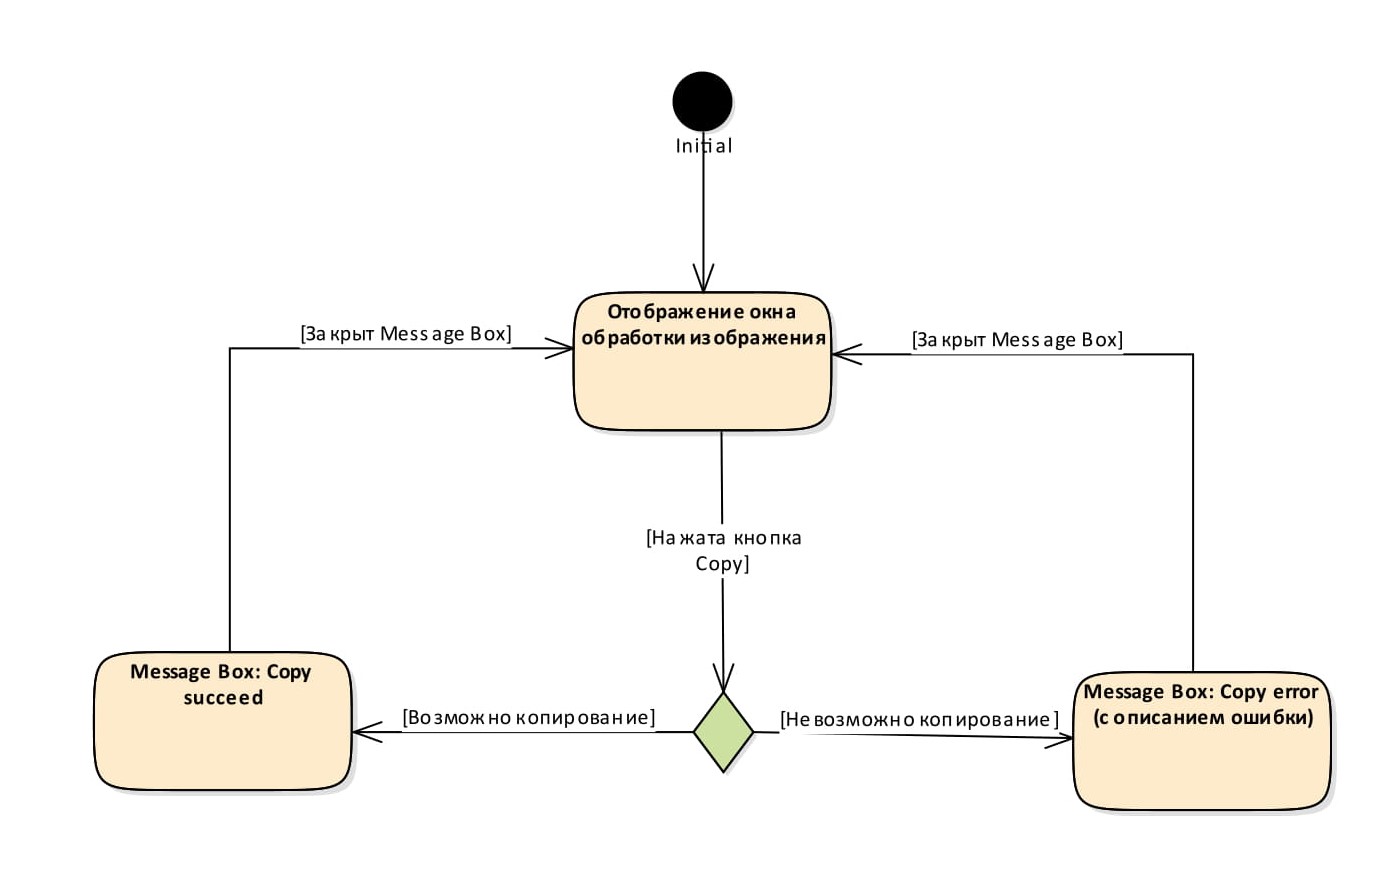 Initial
Отображение окна
обработки изображения
[Закрыт Message Box]
[Закрыт Message Box]
[Нажата кнопка
Copy]
Message Box: Copy
succeed
[Возможно копирование]
[Невозможно копирование]
Message Box: Copy error
(с описанием ошибки)